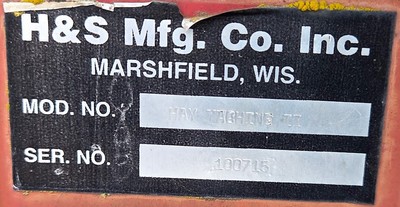 H&S Mfg. Co. Inc.
MARSHFIELD, WIS.
MOD. NO.
SER. NO. 100715